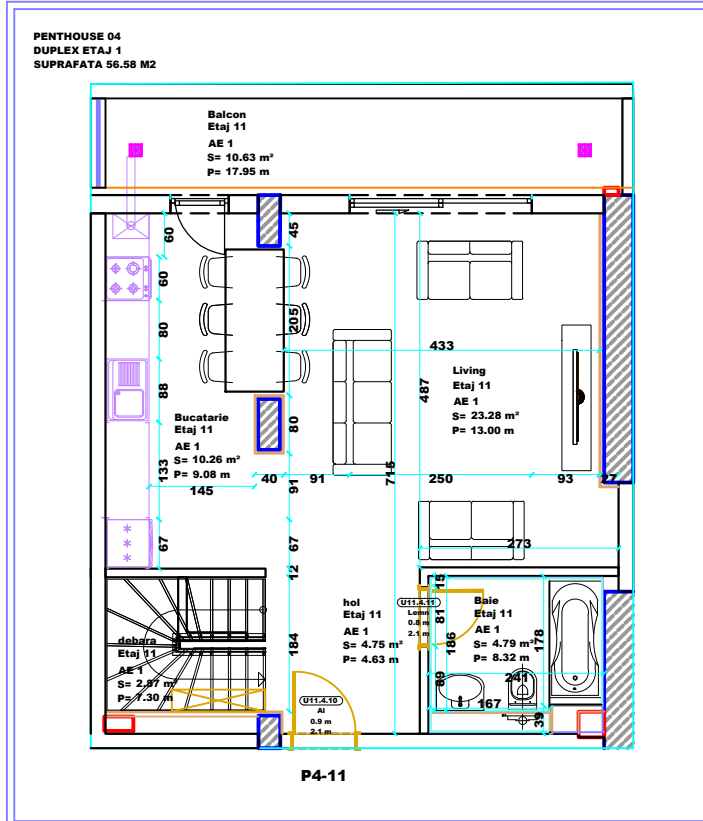 PENTHOUSE 04
DUPLEX ETAJ 1
SUPRAFATA 56.58 M2
Balcon
Etaj 11
AE 1
S= 10.63 m²
P= 17.95 m
60
45
60
80
205
433
88
487
Living
Etaj 11
AE 1
S= 23.28 m²
P= 13.00 m
Bucatarie
Etaj 11
AE 1
S= 10.26 m²
P= 9.08 m
80
133
145
40
91
91
715
250
93
27
67
67
273
12
15
hol
Etaj 11
AE 1
S= 4.75 m²
P= 4.63 m
U11.4.11
Lemn
0.8 m
2.1 m
81
186
Baie
Etaj 11
AE 1
S= 4.79 m²
P= 8.32 m
178
184
debara
Etaj 11
AE 1
S= 2.87 m²
P= 7.30 m
89
241
U11.4.10
Al
0.9 m
2.1 m
167
39
P4-11